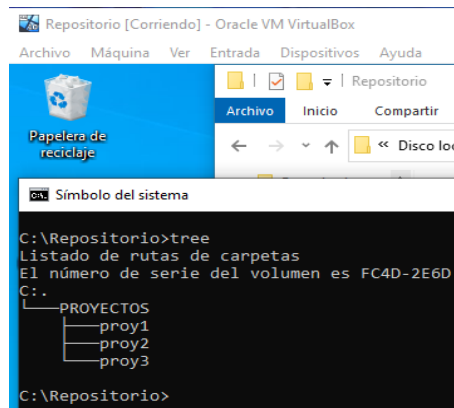 Repositorio [Corriendo] - Oracle VM VirtualBox
Archivo Máquina Ver Entrada Dispositivos Ayuda
Repositorio
Archivo Inicio Compartir
« Disco loc
Papelera de
reciclaje
Símbolo del sistema
C:\Repositorio>tree
Listado de rutas de carpetas
El número de serie del volumen es FC4D-2E6D
C:.
└───PROYECTOS
├───proy1
├───proy2
└───proy3
C:\Repositorio>